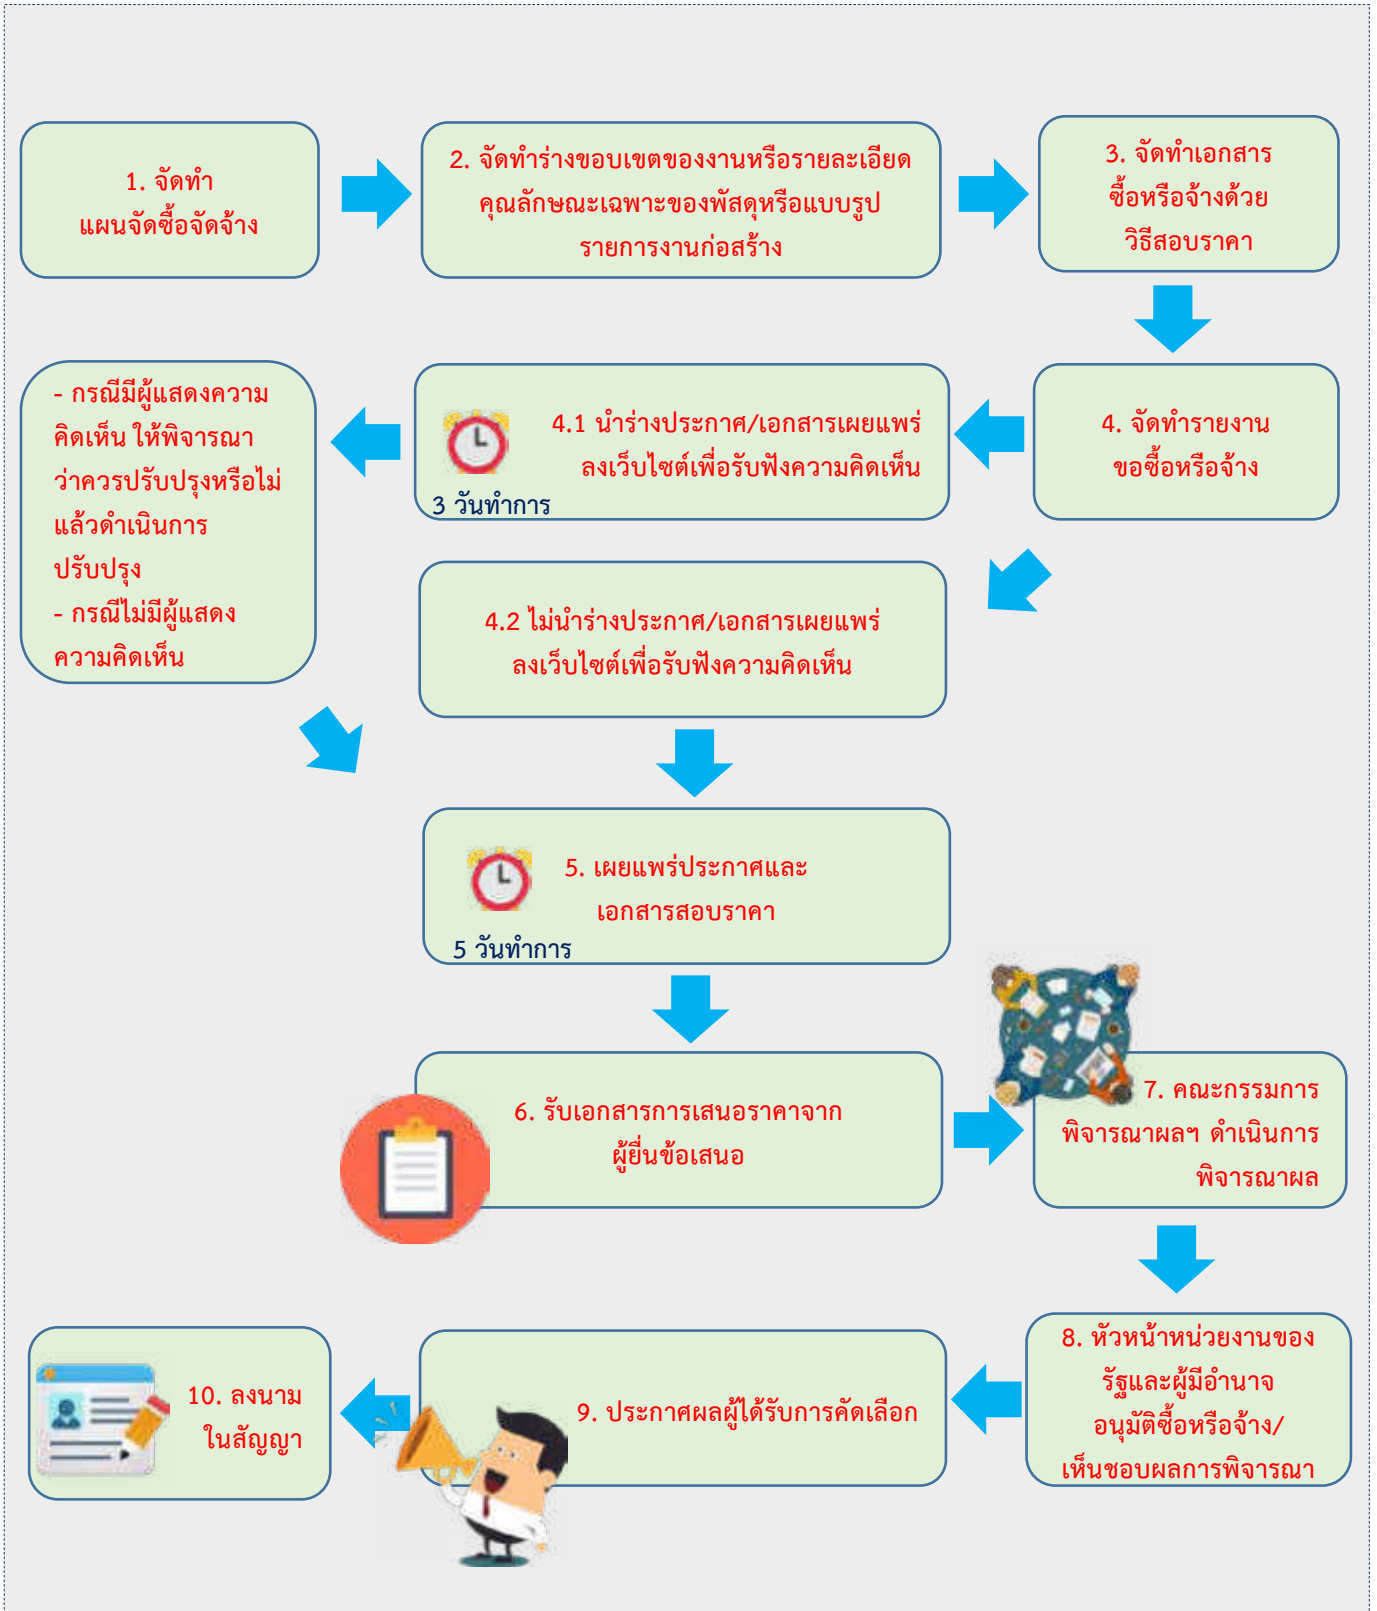 1. จัดทำ
แผนจัดซื้อจัดจ้าง
2. จัดทำร่างขอบเขตของงานหรือรายละเอียด
คุณลักษณะเฉพาะของพัสดุหรือแบบรูป
รายการงานก่อสร้าง
3. จัดทำเอกสาร
ซื้อหรือจ้างด้วย
วิธีสอบราคา
4. จัดทำรายงาน
ขอซื้อหรือจ้าง
4.1 นำร่างประกาศ/เอกสารเผยแพร่
ลงเว็บไซต์เพื่อรับฟังความคิดเห็น
3 วันทำการ
- กรณีมีผู้แสดงความ
คิดเห็น ให้พิจารณา
ว่าควรปรับปรุงหรือไม่
แล้วดำเนินการ
ปรับปรุง
- กรณีไม่มีผู้แสดง
ความคิดเห็น
4.2 ไม่นำร่างประกาศ/เอกสารเผยแพร่
ลงเว็บไซต์เพื่อรับฟังความคิดเห็น
5. เผยแพร่ประกาศและ
เอกสารสอบราคา
5 วันทำการ
6. รับเอกสารการเสนอราคาจาก
ผู้ยื่นข้อเสนอ
7. คณะกรรมการ
พิจารณาผลฯ ดำเนินการ
พิจารณาผล
8. หัวหน้าหน่วยงานของ
รัฐและผู้มีอำนาจ
อนุมัติซื้อหรือจ้าง/
เห็นชอบผลการพิจารณา
9. ประกาศผลผู้ได้รับการคัดเลือก
10. ลงนาม
ในสัญญา